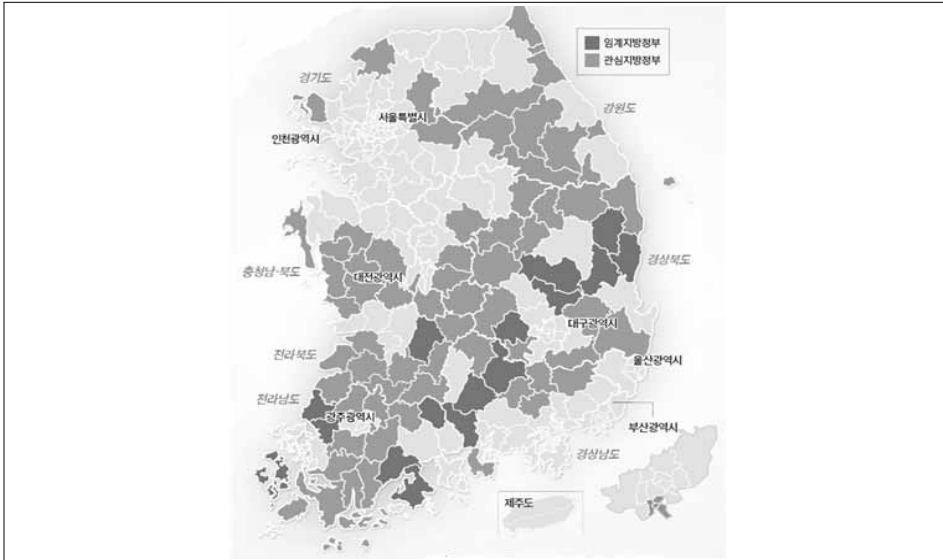 임계지방정부
관심지방정부
경기도
서울특별시
강원도
인천광역시
충청남·북도
대전광역시
경상북도
대구광역시
전라북도
울산광역시
전라남도
광주광역시
부산광역시
경상남도
제주도